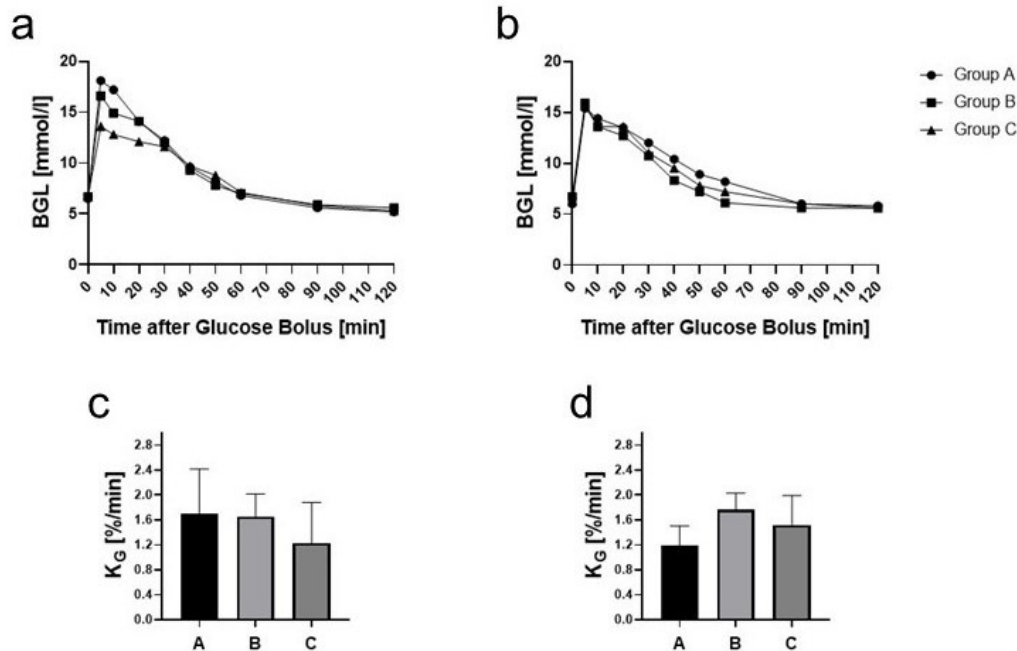 a
20
15
10
5
0
BGL [mmol/l]
0 10 20 30 40 50 60 70 80 90 100 110 120
Time after Glucose Bolus [min]
b
20
15
10
5
0
BGL [mmol/l]
0 10 20 30 40 50 60 70 80 90 100 110 120
Time after Glucose Bolus [min]
Group A
Group B
Group C
c
2.8
2.4
2.0
1.6
1.2
0.8
0.4
0.0
KG [%/min]
A B C
d
2.8
2.4
2.0
1.6
1.2
0.8
0.4
0.0
KG [%/min]
A B C